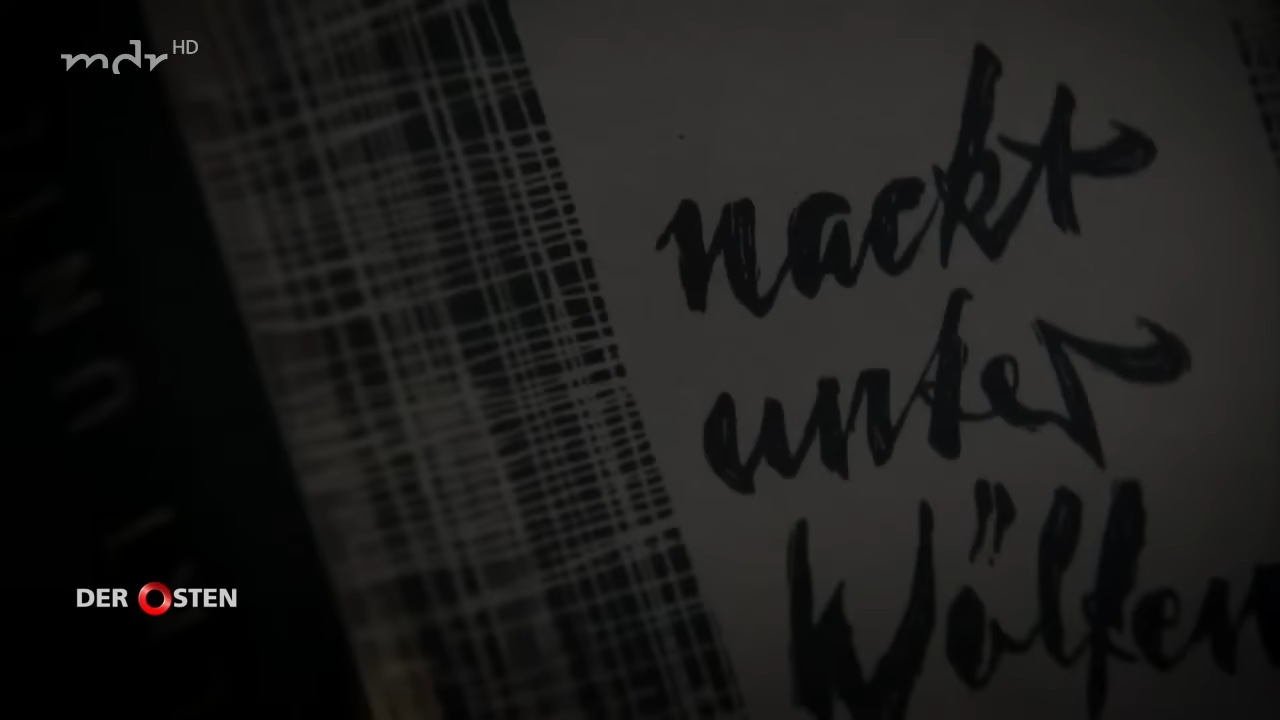 mdr HD
nackt
unter
Wölfen
DER OSTEN